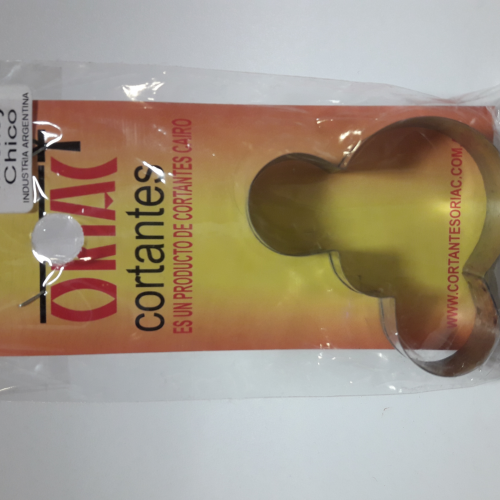 Chico
INDUSTRIA ARGENTINA
ORIAC
cortantes
ES UN PRODUCTO DE CORTANTES CAIRO
WWW.CORTANTESORIAC.COM